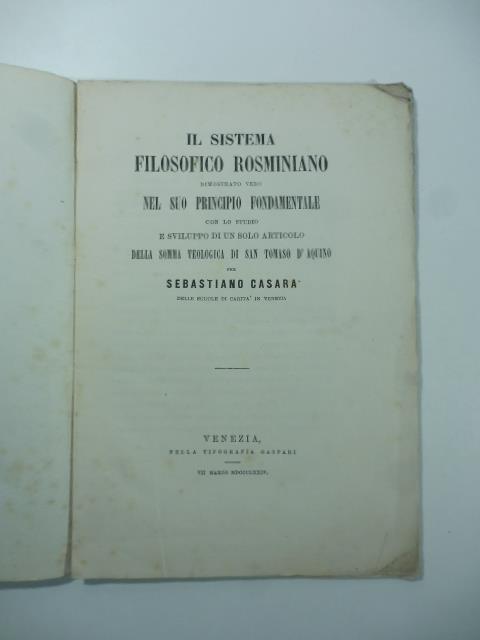 IL SISTEMA
FILOSOFICO ROSMINIANO
DIMOSTRATO VERO
NEL SUO PRINCIPIO FONDAMENTALE
CON LO STUDIO
E SVILUPPO DI UN SOLO ARTICOLO
DELLA SOMMA TEOLOGICA DI SAN TOMASO D'AQUINO
PER
SEBASTIANO CASARA
DELLE SCUOLE DI CARITA' IN VENEZIA
VENEZIA,
NELLA TIPOGRAFIA GASPARI
VII MARZO MDCCCLXXIV.